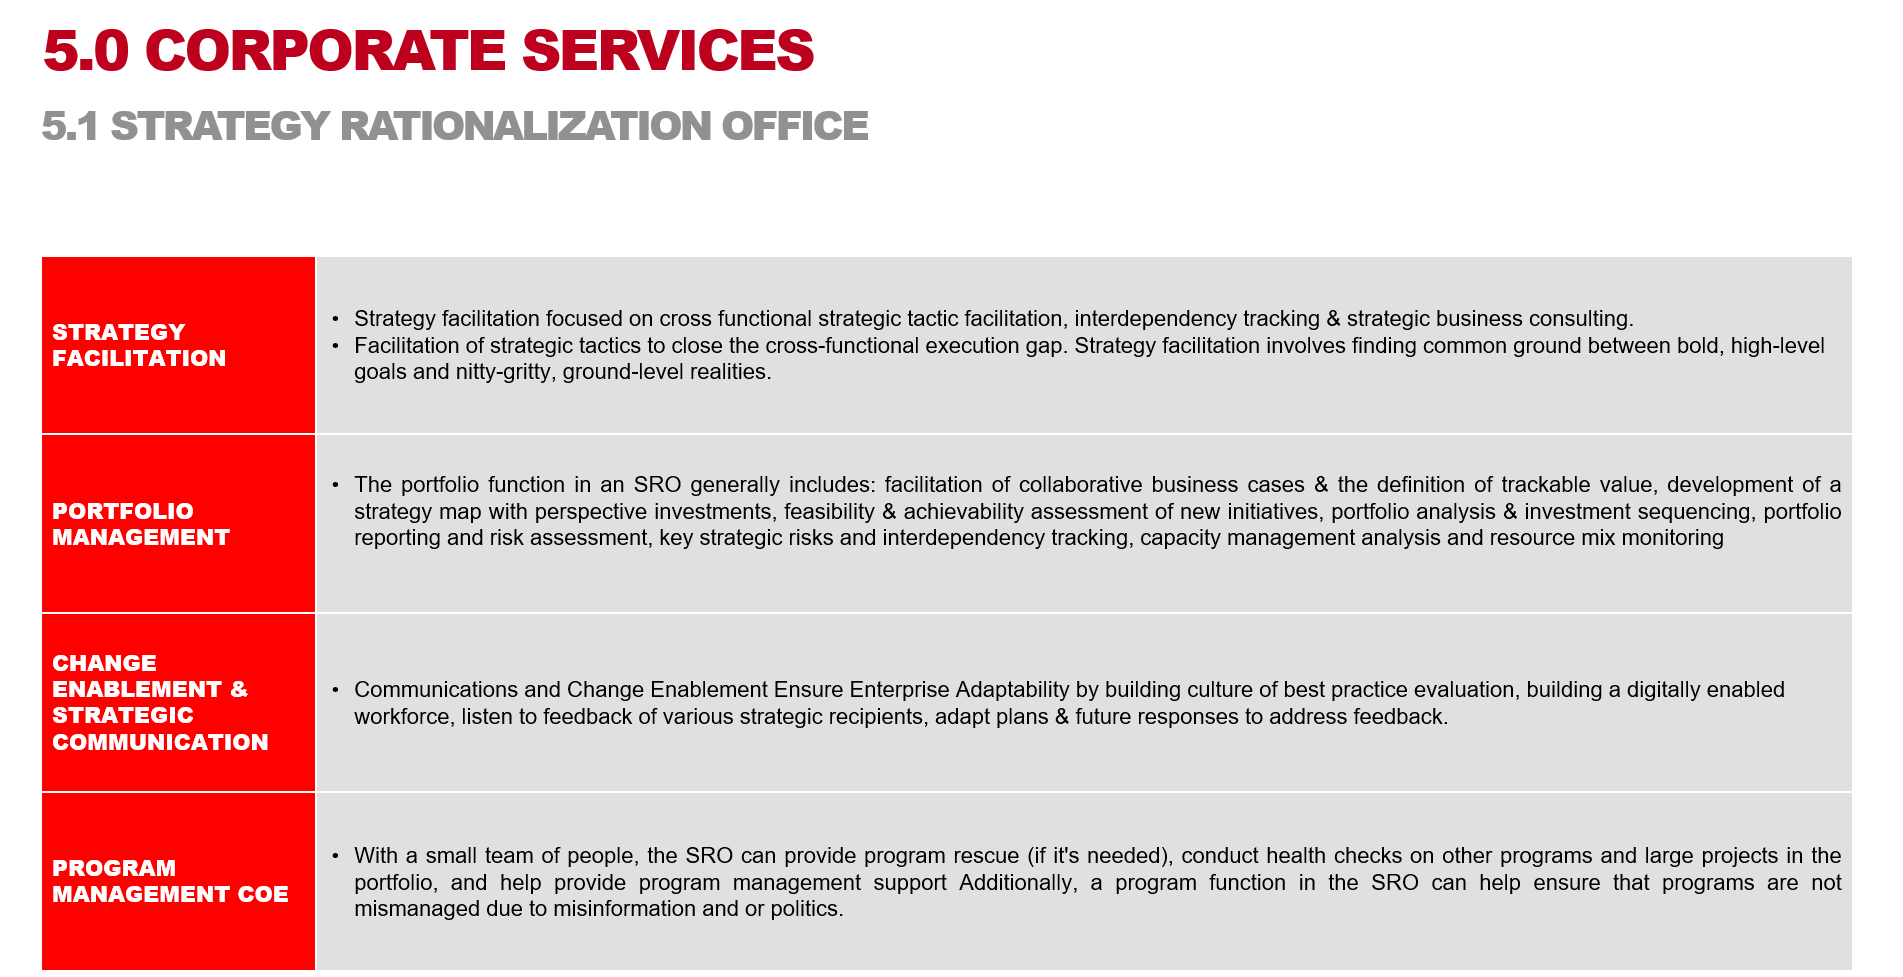 5.0 CORPORATE SERVICES
5.1 STRATEGY RATIONALIZATION OFFICE
STRATEGY
FACILITATION
• Strategy facilitation focused on cross functional strategic tactic facilitation, interdependency tracking & strategic business consulting.
• Facilitation of strategic tactics to close the cross-functional execution gap. Strategy facilitation involves finding common ground between bold, high-level
goals and nitty-gritty, ground-level realities.
PORTFOLIO
MANAGEMENT
• The portfolio function in an SRO generally includes: facilitation of collaborative business cases & the definition of trackable value, development of a
strategy map with perspective investments, feasibility & achievability assessment of new initiatives, portfolio analysis & investment sequencing, portfolio
reporting and risk assessment, key strategic risks and interdependency tracking, capacity management analysis and resource mix monitoring
CHANGE
ENABLEMENT &
STRATEGIC
COMMUNICATION
• Communications and Change Enablement Ensure Enterprise Adaptability by building culture of best practice evaluation, building a digitally enabled
workforce, listen to feedback of various strategic recipients, adapt plans & future responses to address feedback.
PROGRAM
MANAGEMENT COE
• With a small team of people, the SRO can provide program rescue (if it's needed), conduct health checks on other programs and large projects in the
portfolio, and help provide program management support Additionally, a program function in the SRO can help ensure that programs are not
mismanaged due to misinformation and or politics.